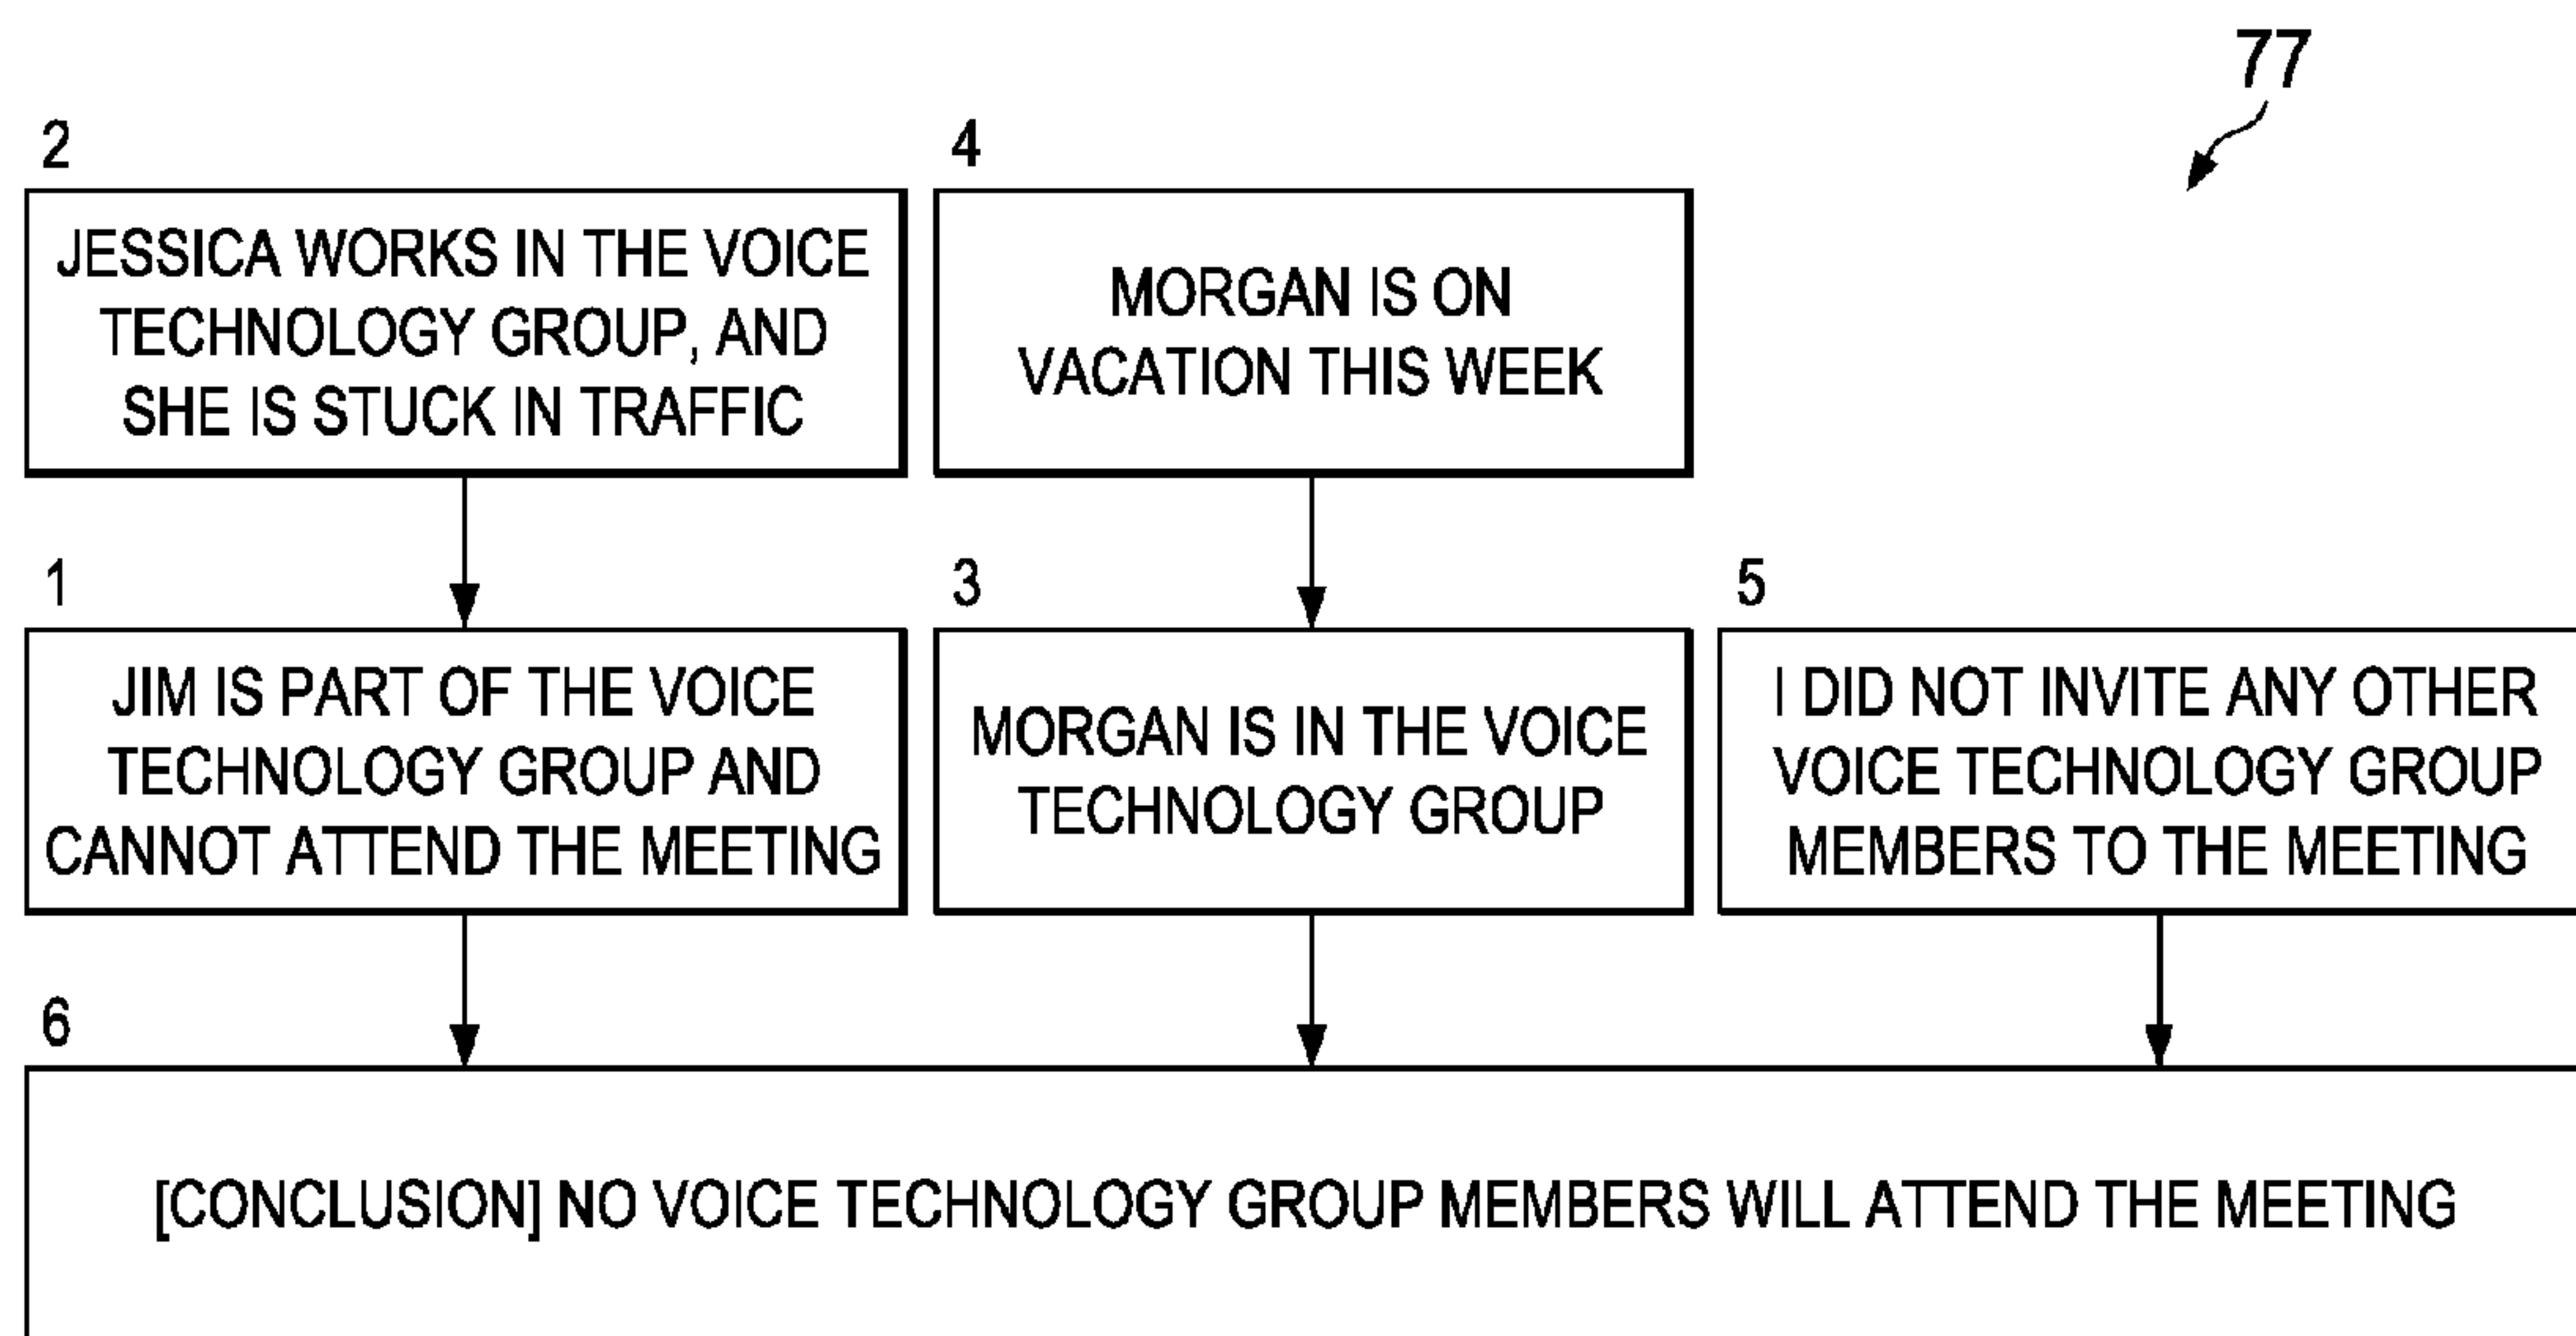 77
2
JESSICA WORKS IN THE VOICE
TECHNOLOGY GROUP, AND
SHE IS STUCK IN TRAFFIC
4
MORGAN IS ON
VACATION THIS WEEK
1
JIM IS PART OF THE VOICE
TECHNOLOGY GROUP AND
CANNOT ATTEND THE MEETING
3
MORGAN IS IN THE VOICE
TECHNOLOGY GROUP
5
I DID NOT INVITE ANY OTHER
VOICE TECHNOLOGY GROUP
MEMBERS TO THE MEETING
6
[CONCLUSION] NO VOICE TECHNOLOGY GROUP MEMBERS WILL ATTEND THE MEETING